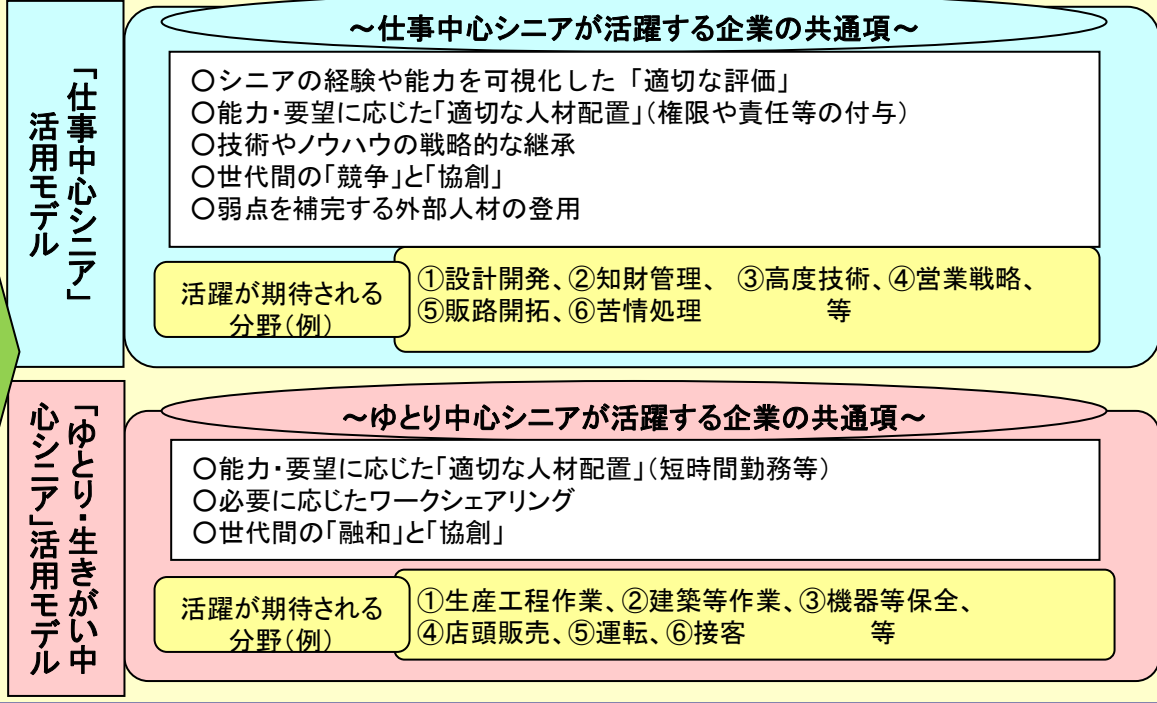 「仕事中心シニア」
活用モデル
～仕事中心シニアが活躍する企業の共通項～
○シニアの経験や能力を可視化した 「適切な評価」
○能力・要望に応じた「適切な人材配置」（権限や責任等の付与）
○技術やノウハウの戦略的な継承
○世代間の「競争」と「協創」
○弱点を補完する外部人材の登用
活躍が期待される
分野（例）
①設計開発、②知財管理、 ③高度技術、④営業戦略、
⑤販路開拓、⑥苦情処理 等
「ゆとり・生きがい中
心シニア」活用モデル
～ゆとり中心シニアが活躍する企業の共通項～
○能力・要望に応じた「適切な人材配置」（短時間勤務等）
○必要に応じたワークシェアリング
○世代間の「融和」と「協創」
活躍が期待される
分野（例）
①生産工程作業、②建築等作業、③機器等保全、
④店頭販売、⑤運転、⑥接客 等